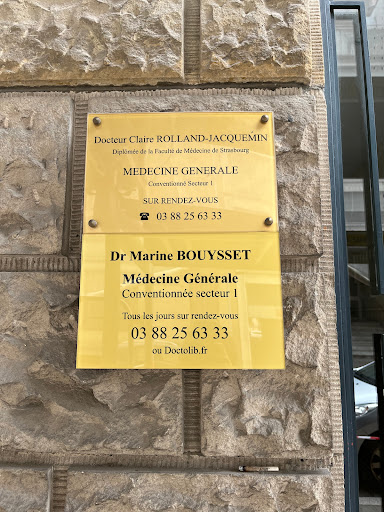 Docteur Claire ROLLAND-JACQUEMIN
Diplômée de la Faculté de Médecine de Strasbourg
MEDECINE GENERALE
Conventionné Secteur 1
SUR RENDEZ-VOUS
☎ 03 88 25 63 33
Dr Marine BOUYSSET
Médecine Générale
Conventionnée secteur 1
Tous les jours sur rendez-vous
03 88 25 63 33
ou Doctolib.fr